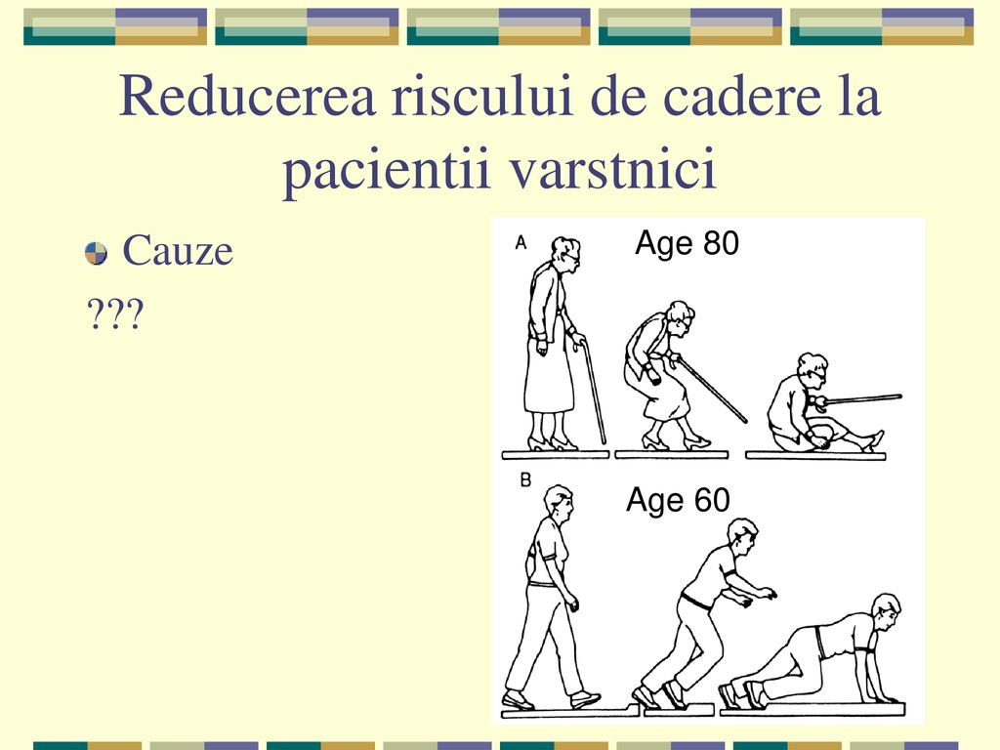 Reducerea riscului de cadere la
pacientii varstnici
Cauze
???
A
Age 80
B
Age 60